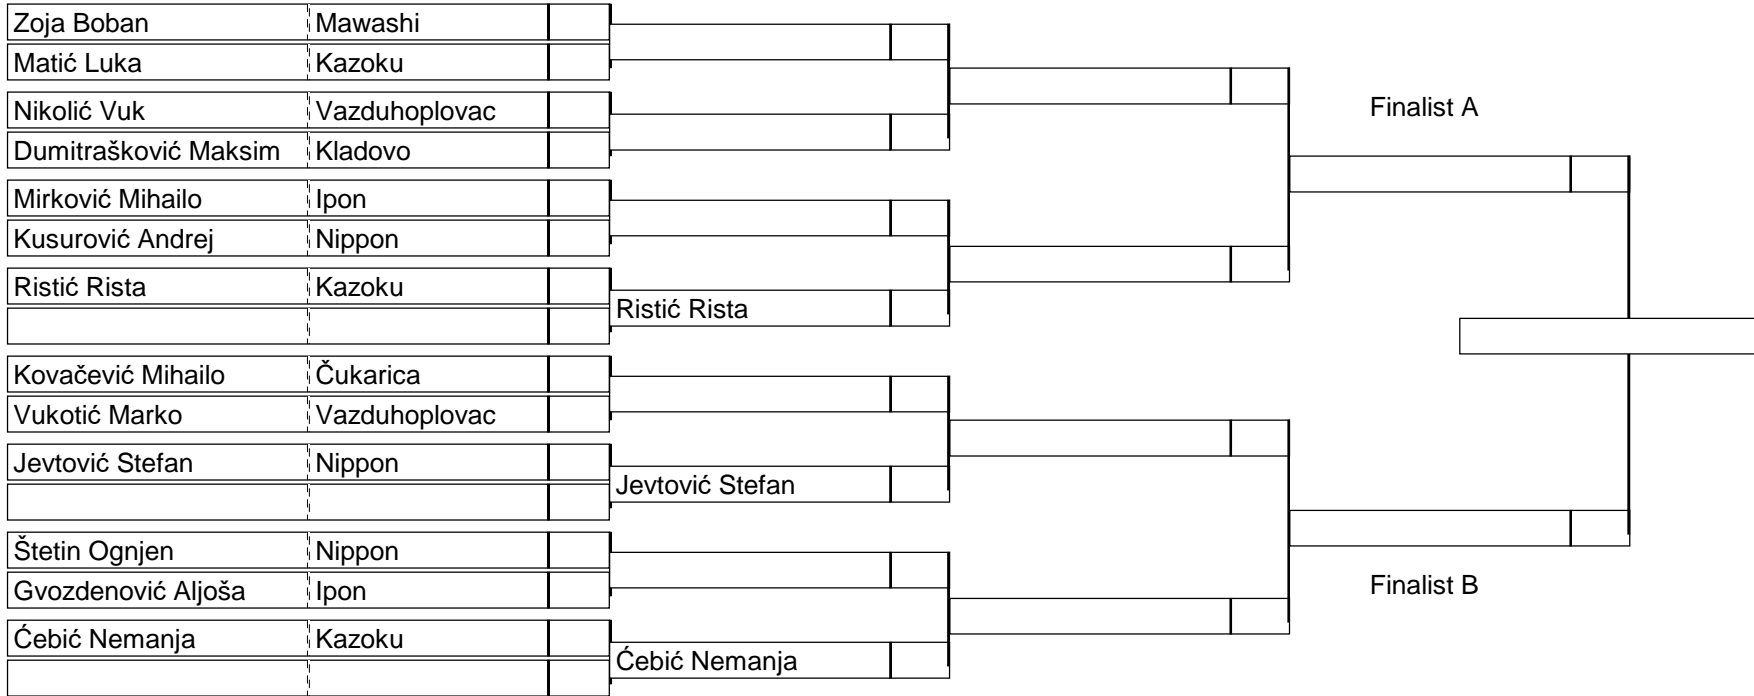 Zoja Boban Mawashi
Matić Luka Kazoku
Nikolić Vuk Vazduhoplovac
Finalist A
Dumitrašković Maksim Kladovo
Mirković Mihailo Ipon
Kusurović Andrej Nippon
Ristić Rista Kazoku
Ristić Rista
Kovačević Mihailo Čukarica
Vukotić Marko Vazduhoplovac
Jevtović Stefan Nippon
Jevtović Stefan
Štetin Ognjen Nippon
Gvozdenović Aljoša Ipon
Finalist B
Ćebić Nemanja Kazoku
Ćebić Nemanja